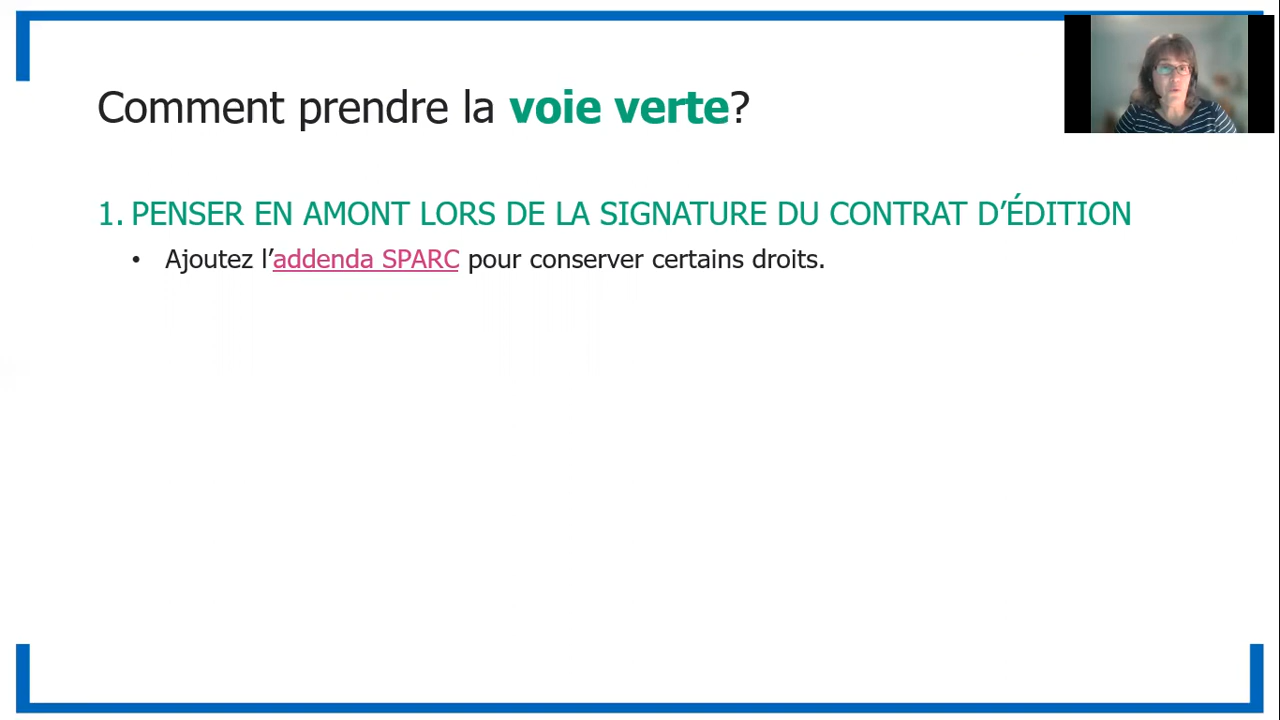 Comment prendre la voie verte?
1. PENSER EN AMONT LORS DE LA SIGNATURE DU CONTRAT D’ÉDITION
• Ajoutez l’addenda SPARC pour conserver certains droits.